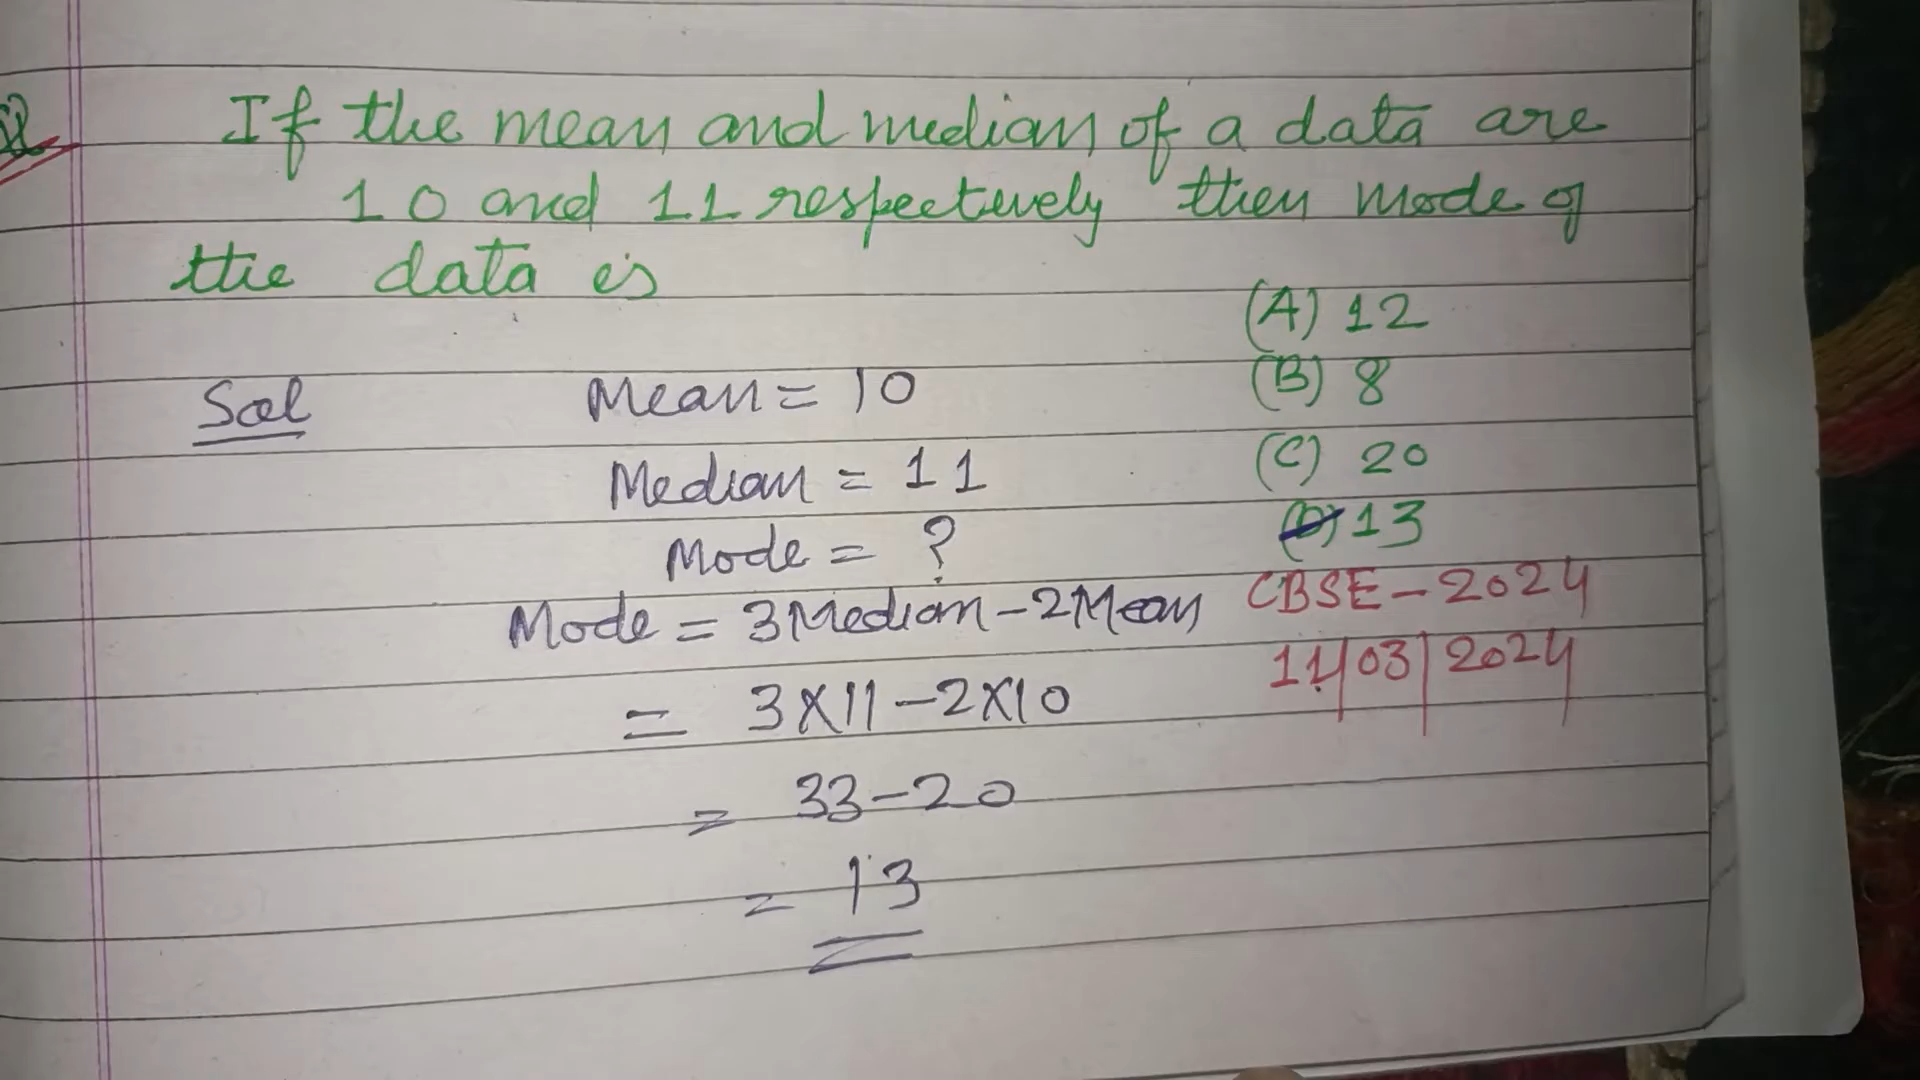 Q
If the mean and median of a data are
10 and 11 respectively then mode of
the data is
(A) 12
(B) 8
(C) 20
(D) 13
CBSE-2024
11/03/2024
Sol
Mean = 10
Median = 11
Mode = ?
Mode = 3Median-2Mean
= 3×11-2×10
= 33-20
= 13